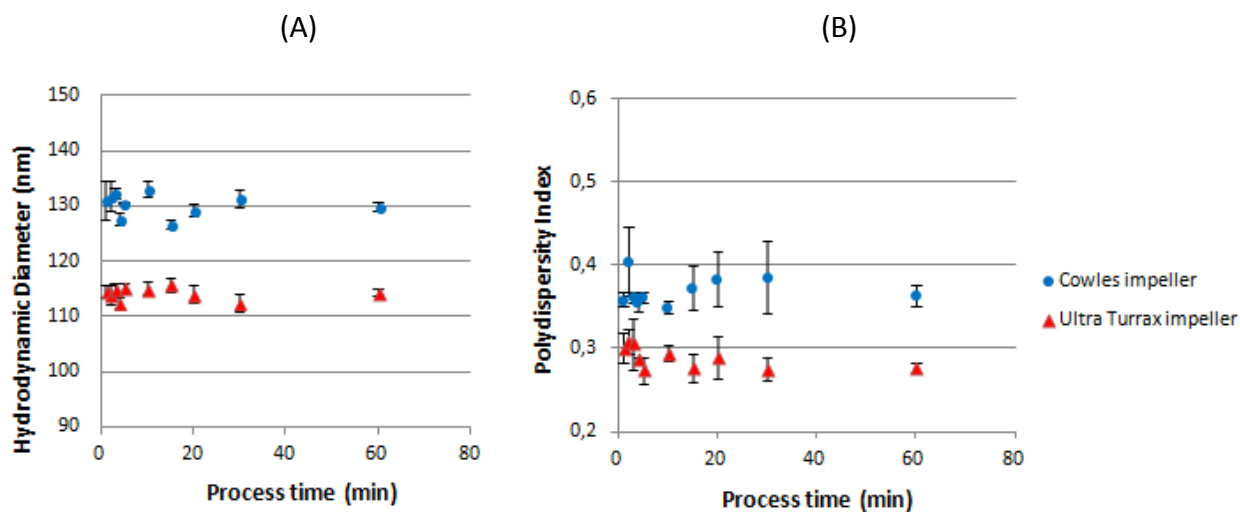 (A)
(B)
Hydrodynamic Diameter (nm)
150
140
130
120
110
100
90
0
20
40
60
80
Process time (min)
Polydispersity Index
0,6
0,5
0,4
0,3
0,2
0
20
40
60
80
Process time (min)
Cowles impeller
Ultra Turrax impeller